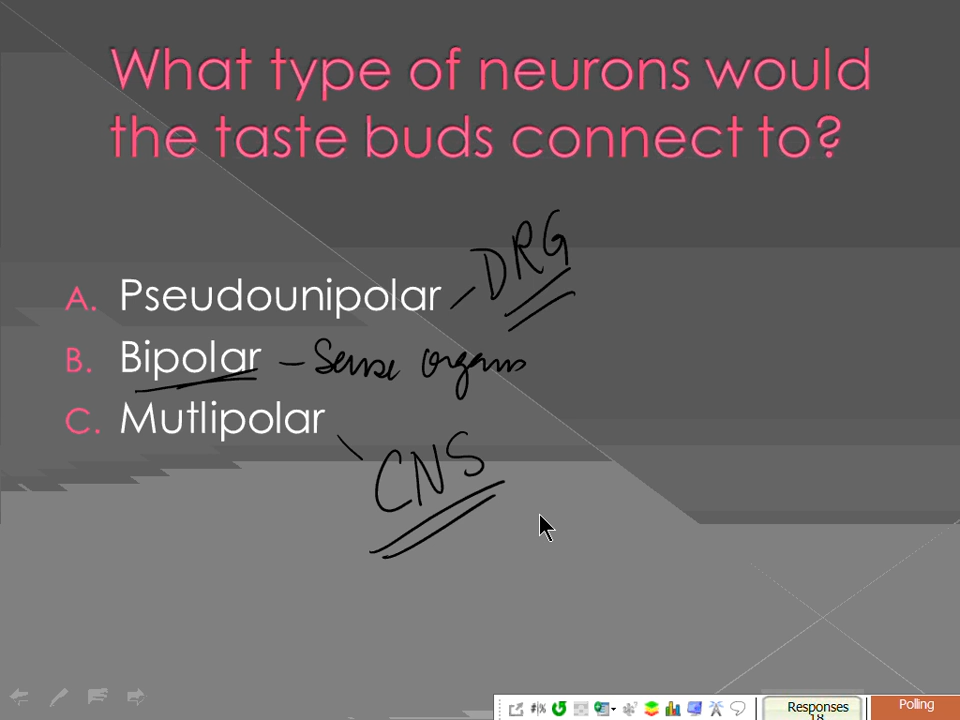 What type of neurons would
the taste buds connect to?
DRG
A. Pseudounipolar
B. Bipolar – Sense organs
C. Mutlipolar
CNS
Responses
18
Polling